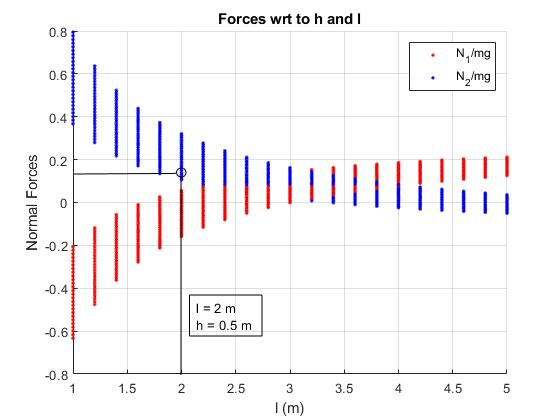 Forces wrt to h and l
N1/mg
N2/mg
Normal Forces
0.8
0.6
0.4
0.2
0
-0.2
-0.4
-0.6
-0.8
l = 2 m
h = 0.5 m
1
1.5
2
2.5
3
3.5
4
4.5
5
l (m)